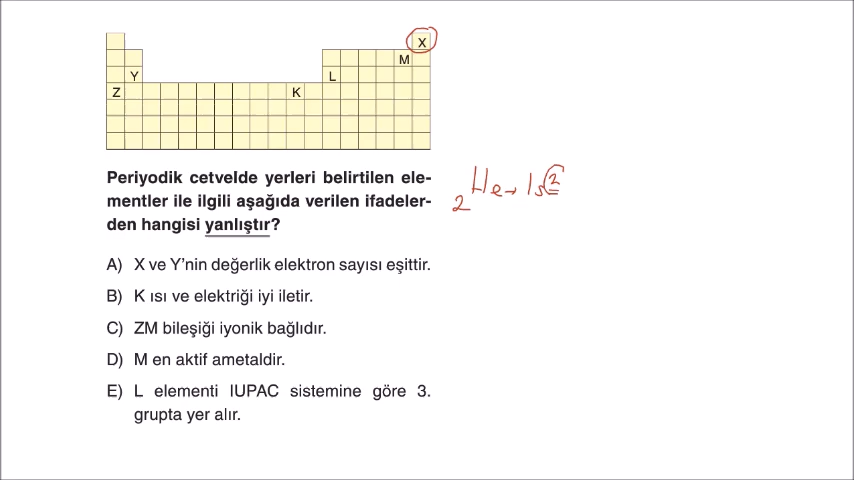 X
M
Y L
Z K
Periyodik cetvelde yerleri belirtilen ele-
mentler ile ilgili aşağıda verilen ifadeler-
den hangisi yanlıştır?
₂He→ 1s²
A) X ve Y'nin değerlik elektron sayısı eşittir.
B) K ısı ve elektriği iyi iletir.
C) ZM bileşiği iyonik bağlıdır.
D) M en aktif ametaldir.
E) L elementi IUPAC sistemine göre 3.
grupta yer alır.